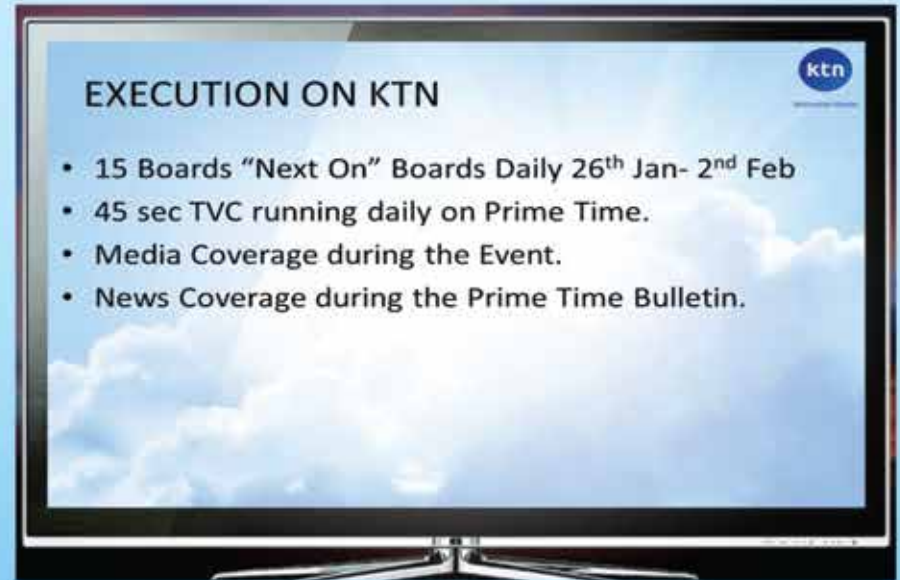 ktn
EXECUTION ON KTN
• 15 Boards “Next On” Boards Daily 26th Jan- 2nd Feb
• 45 sec TVC running daily on Prime Time.
• Media Coverage during the Event.
• News Coverage during the Prime Time Bulletin.